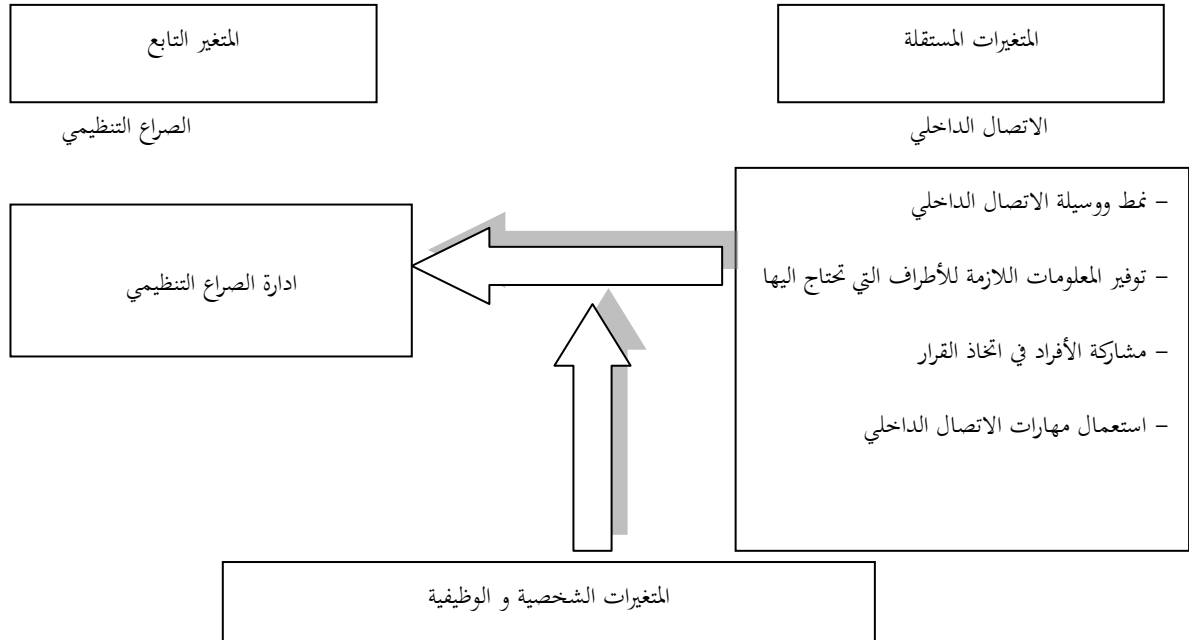 المتغيرات المستقلة
المتغير التابع
الاتصال الداخلي
الصراع التنظيمي
– نمط ووسيلة الاتصال الداخلي
– توفير المعلومات اللازمة للأطراف التي تحتاج اليها
– مشاركة الأفراد في اتخاذ القرار
– استعمال مهارات الاتصال الداخلي
ادارة الصراع التنظيمي
المتغيرات الشخصية و الوظيفية